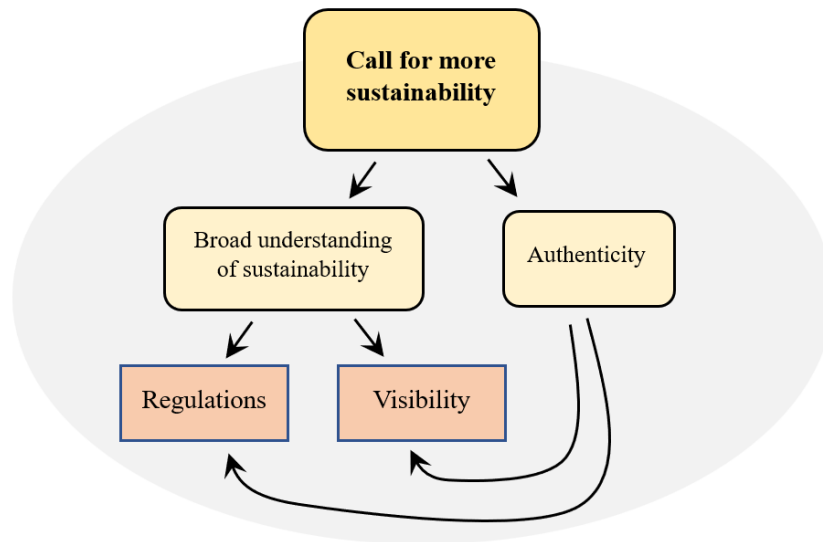 Call for more
sustainability
Broad understanding
of sustainability
Authenticity
Regulations
Visibility